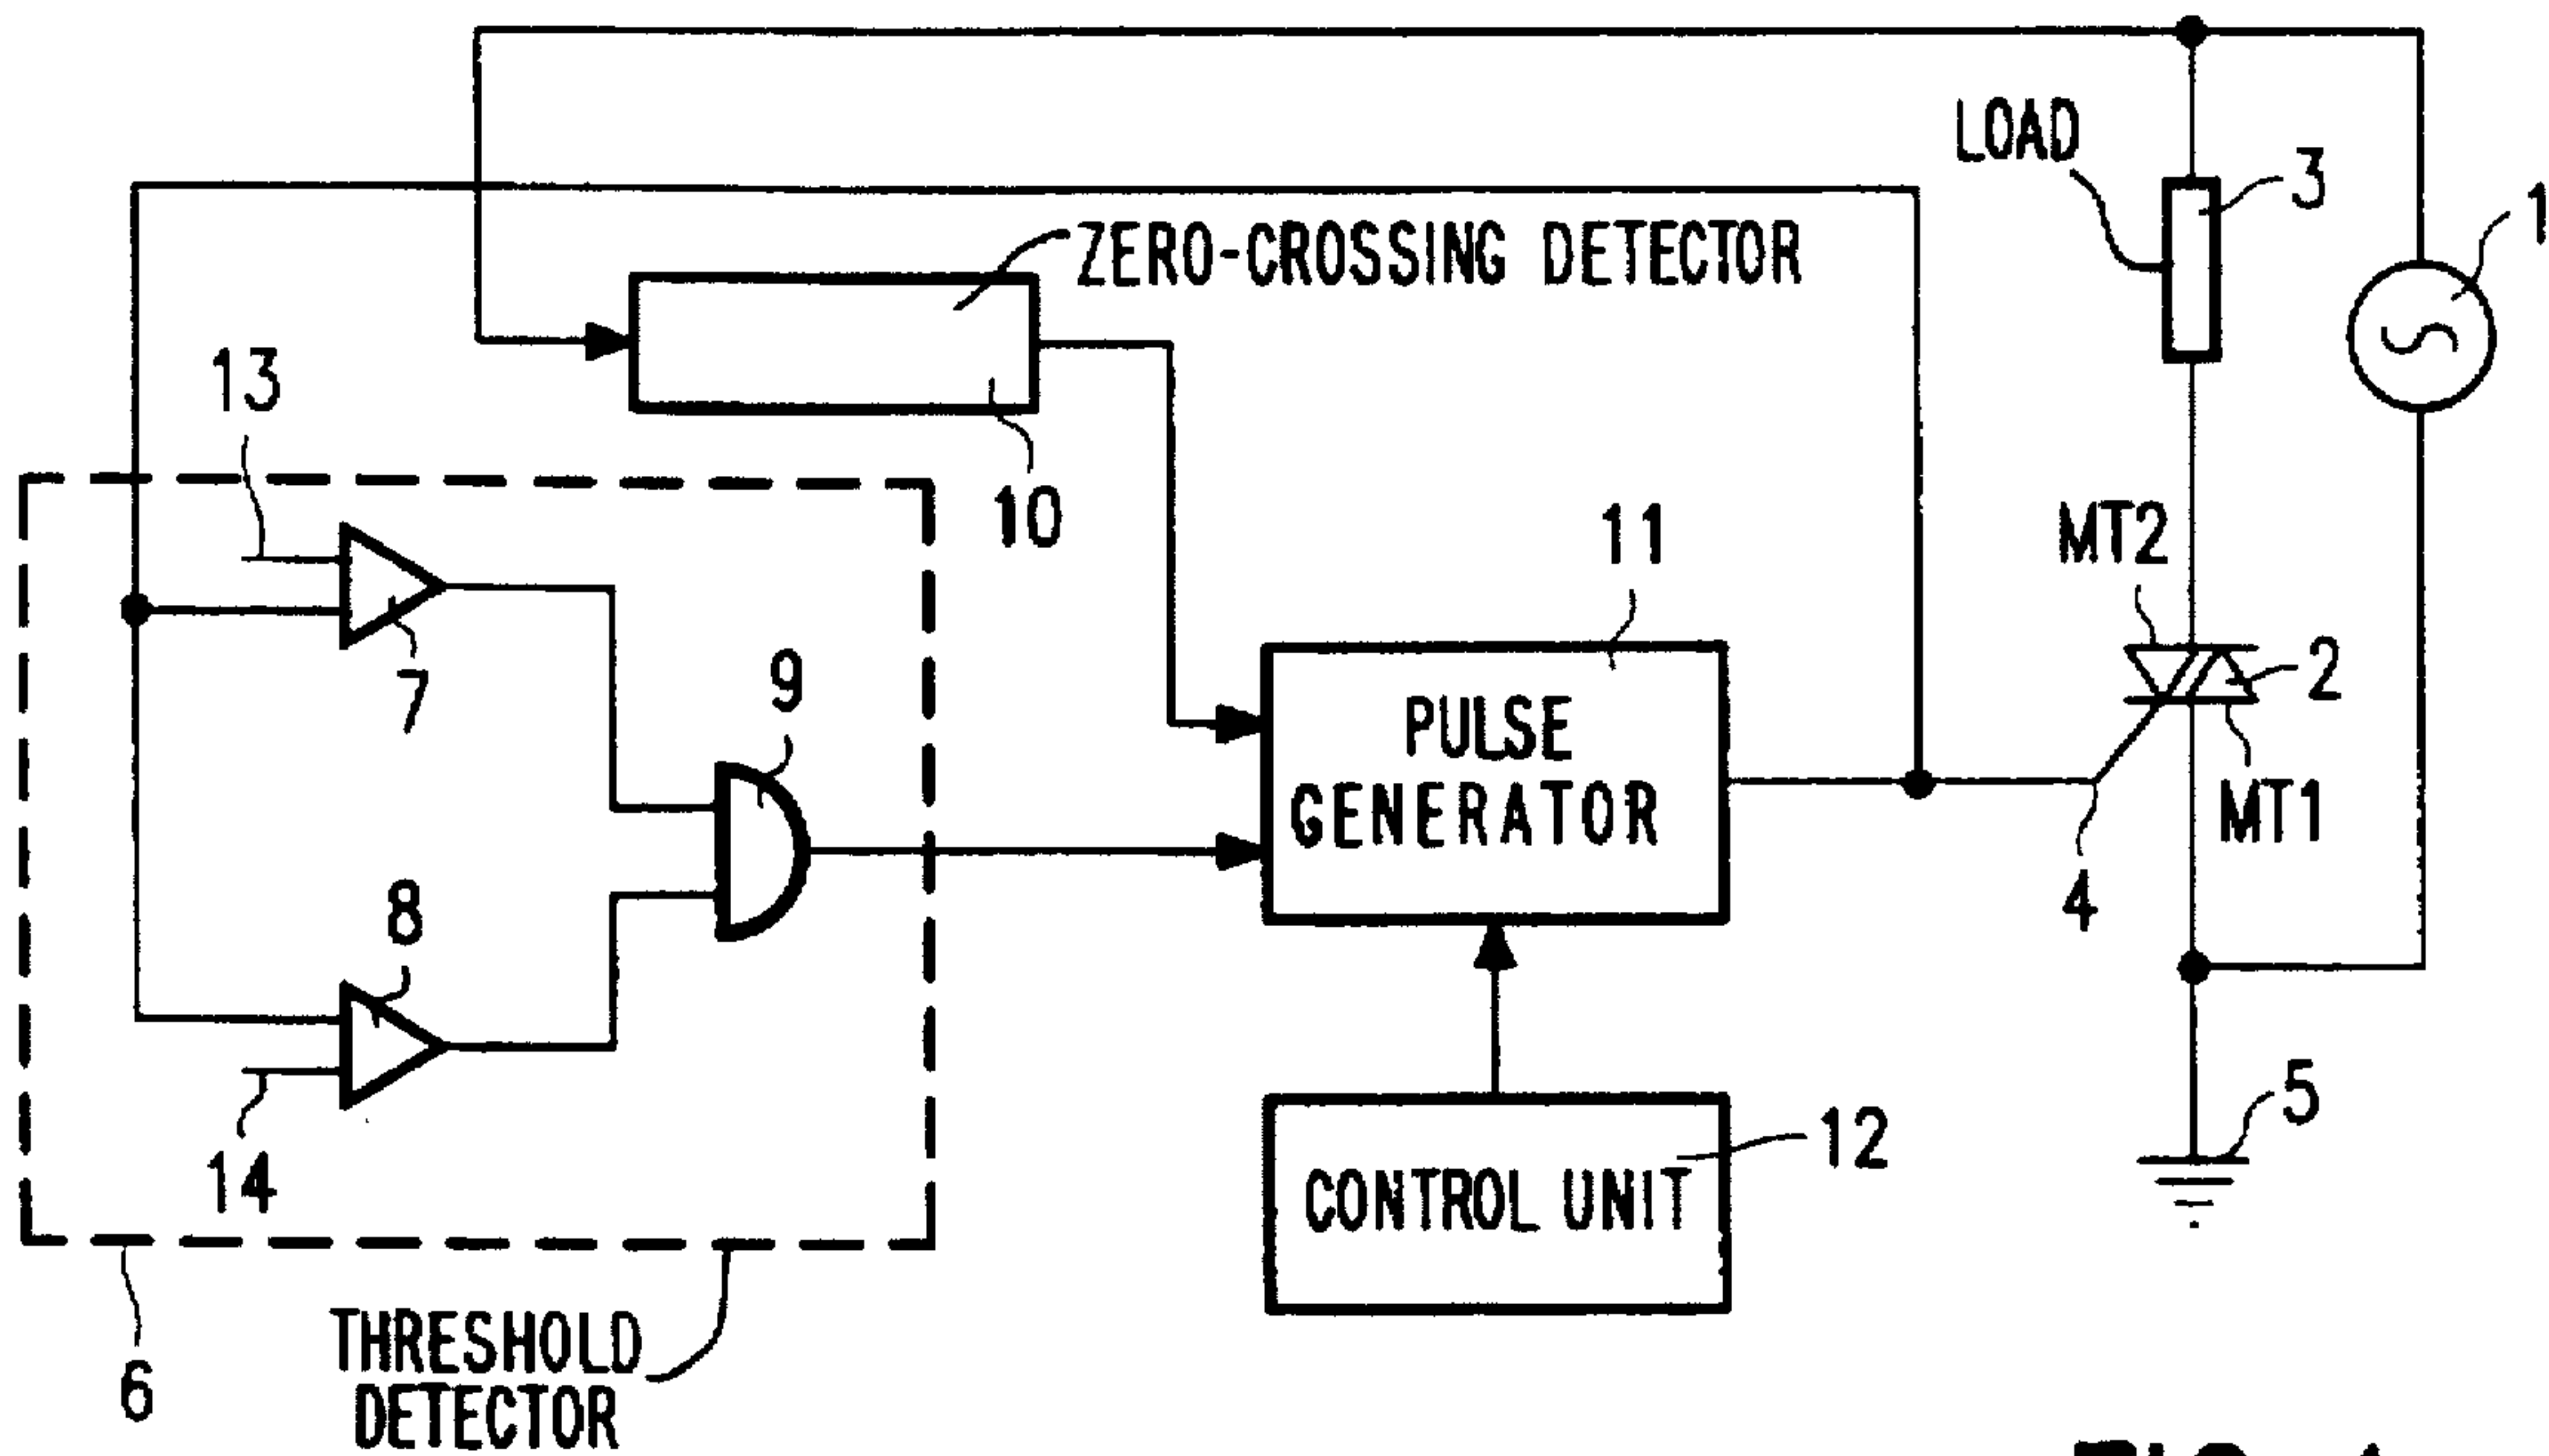 LOAD
3
1
ZERO-CROSSING DETECTOR
13
10
11
MT2
7
9
2
PULSE
GENERATOR
MT1
8
4
14
12
CONTROL UNIT
5
6
THRESHOLD
DETECTOR